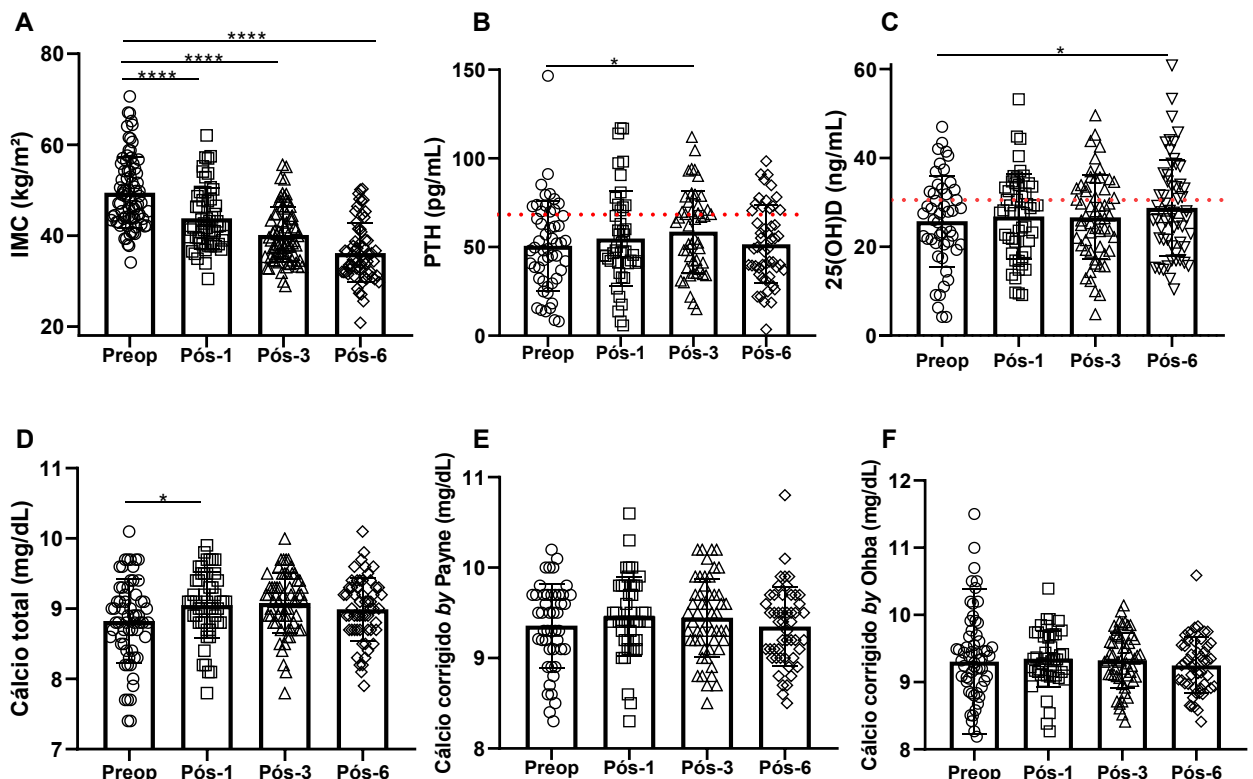 A
IMC (kg/m²)
80
60
40
20
****
****
****
Preop Pós-1 Pós-3 Pós-6
B
PTH (pg/mL)
150
100
50
0
*
Preop Pós-1 Pós-3 Pós-6
C
25(OH)D (ng/mL)
60
40
20
0
*
Preop Pós-1 Pós-3 Pós-6
D
Cálcio total (mg/dL)
11
10
9
8
7
*
Preop Pós-1 Pós-3 Pós-6
E
Cálcio corrigido by Payne (mg/dL)
11
10
9
8
Preop Pós-1 Pós-3 Pós-6
F
Cálcio corrigido by Ohba (mg/dL)
12
11
10
9
8
Preop Pós-1 Pós-3 Pós-6